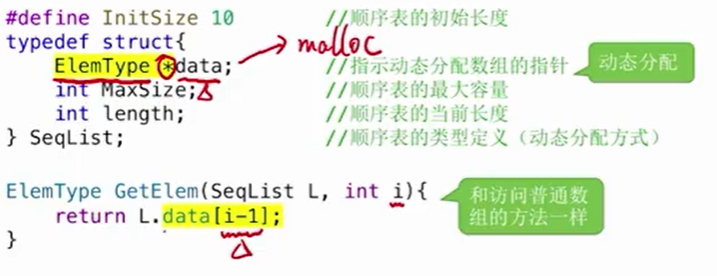 #define InitSize 10 //顺序表的初始长度
typedef struct{
malloc
ElemType *data; //指示动态分配数组的指针
动态分配
int MaxSize; //顺序表的最大容量
int length; //顺序表的当前长度
} SeqList; //顺序表的类型定义（动态分配方式）
ElemType GetElem(SeqList L, int i){
return L.data[i-1];
}
和访问普通数
组的方法一样